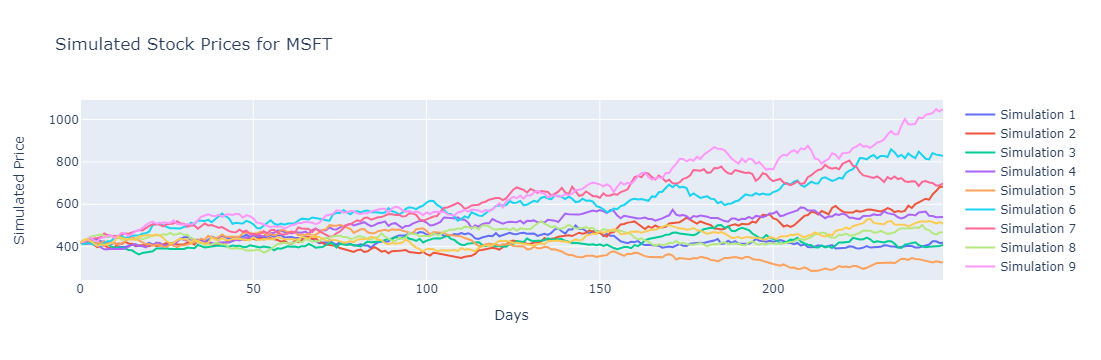 Simulated Stock Prices for MSFT
Simulated Price
1000
800
600
400
0
50
100
150
200
Days
Simulation 1
Simulation 2
Simulation 3
Simulation 4
Simulation 5
Simulation 6
Simulation 7
Simulation 8
Simulation 9